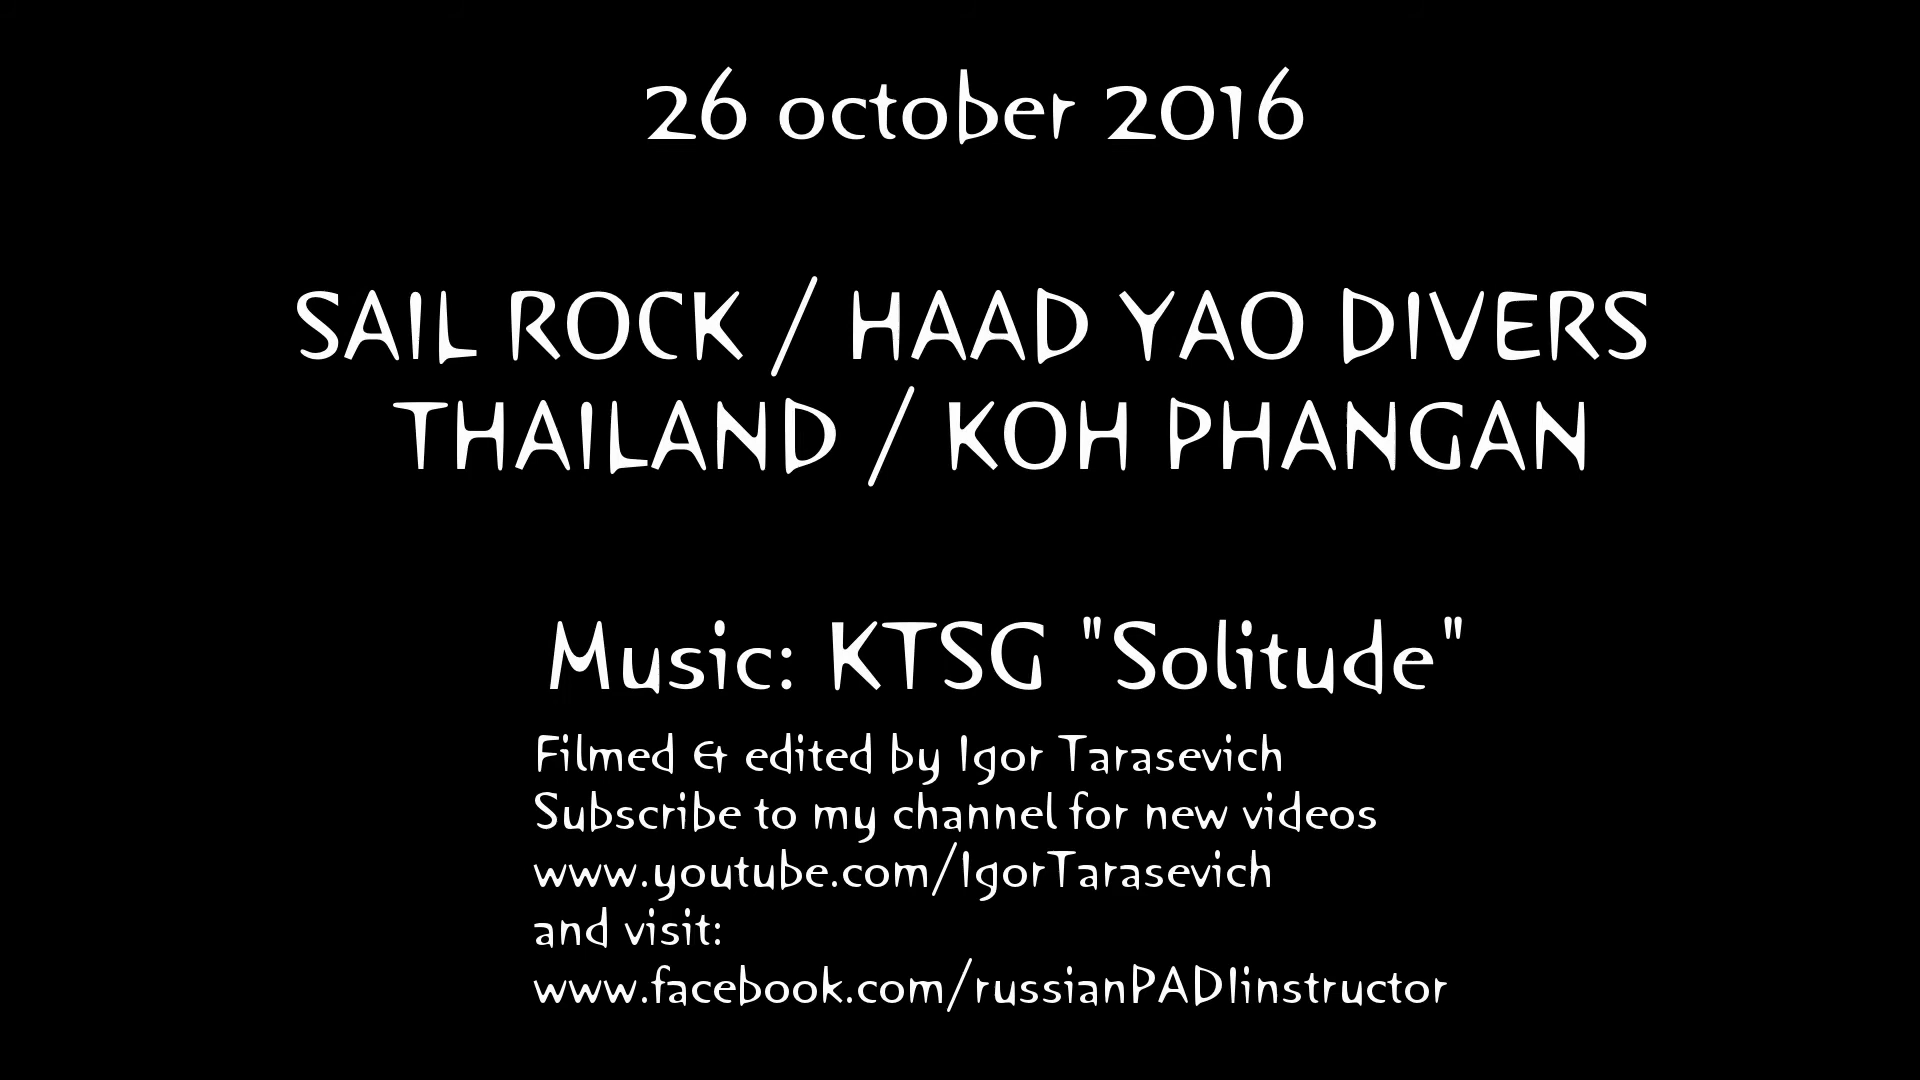 26 october 2016
SAIL ROCK / HAAD YAO DIVERS
THAILAND / KOH PHANGAN
Music: KTSG "Solitude"
Filmed & edited by Igor Tarasevich
Subscribe to my channel for new videos
www.youtube.com/IgorTarasevich
and visit:
www.facebook.com/russianPADIinstructor